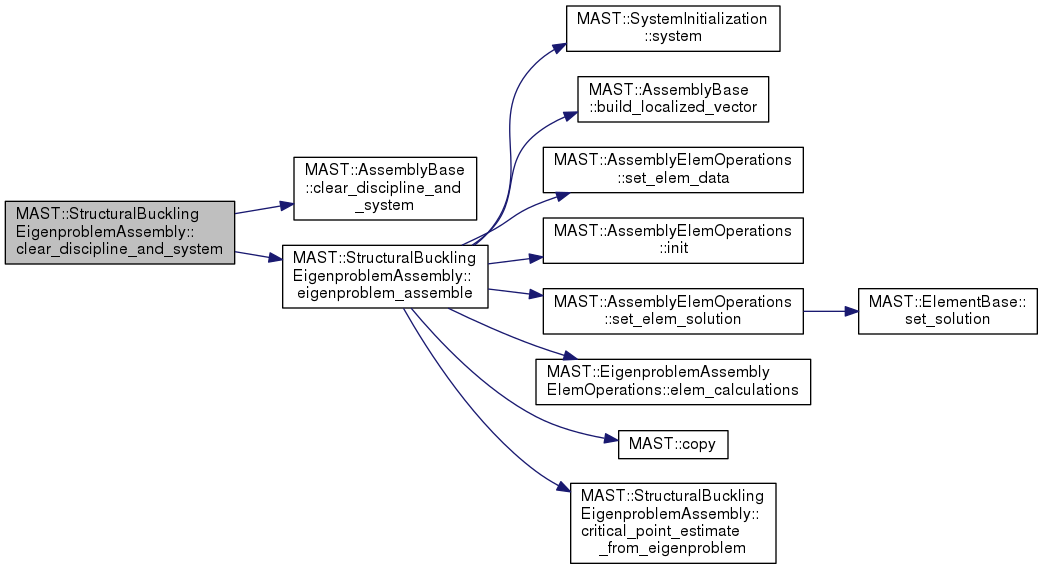 MAST::StructuralBuckling
EigenproblemAssembly::
clear_discipline_and_system
MAST::AssemblyBase
::clear_discipline_and
_system
MAST::StructuralBuckling
EigenproblemAssembly::
eigenproblem_assemble
MAST::SystemInitialization
::system
MAST::AssemblyBase
::build_localized_vector
MAST::AssemblyElemOperations
::set_elem_data
MAST::AssemblyElemOperations
::init
MAST::AssemblyElemOperations
::set_elem_solution
MAST::ElementBase::
set_solution
MAST::EigenproblemAssembly
ElemOperations::elem_calculations
MAST::copy
MAST::StructuralBuckling
EigenproblemAssembly::
critical_point_estimate
_from_eigenproblem